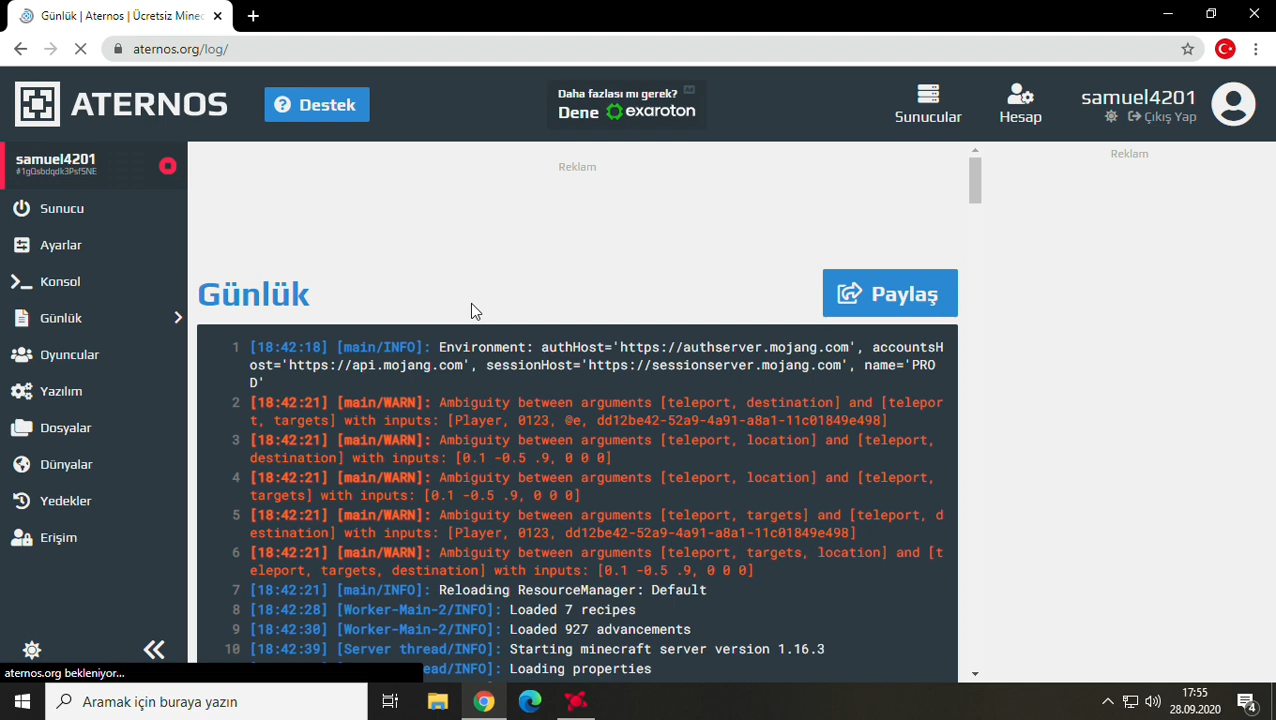 Günlük | Aternos | Ücretsiz Minec
aternos.org/log/
ATERNOS
Destek
Daha fazlası mı gerek?
Ad
Dene exaroton
Sunucular
Hesap
samuel4201
Çıkış Yap
samuel4201
Reklam
Reklam
Sunucu
Ayarlar
Konsol
Günlük
Oyuncular
Yazılım
Dosyalar
Dünyalar
Yedekler
Erişim
Günlük
Paylaş
1 [18:42:18] [main/INFO]: Environment: authHost='https://authserver.mojang.com', accountsH
ost='https://api.mojang.com', sessionHost='https://sessionserver.mojang.com', name='PRO
D'
2 [18:42:21] [main/WARN]: Ambiguity between arguments [teleport, destination] and [telepor
t, targets] with inputs: [Player, 0123, @e, dd12be42-52a9-4a91-a8a1-11c01849e498]
3 [18:42:21] [main/WARN]: Ambiguity between arguments [teleport, location] and [teleport,
destination] with inputs: [0.1 -0.5 .9, 0 0 0]
4 [18:42:21] [main/WARN]: Ambiguity between arguments [teleport, location] and [teleport,
targets] with inputs: [0.1 -0.5 .9, 0 0 0]
5 [18:42:21] [main/WARN]: Ambiguity between arguments [teleport, targets] and [teleport, d
estination] with inputs: [Player, 0123, dd12be42-52a9-4a91-a8a1-11c01849e498]
6 [18:42:21] [main/WARN]: Ambiguity between arguments [teleport, targets, location] and [t
eleport, targets, destination] with inputs: [0.1 -0.5 .9, 0 0 0]
7 [18:42:21] [main/INFO]: Reloading ResourceManager: Default
8 [18:42:28] [Worker-Main-2/INFO]: Loaded 7 recipes
9 [18:42:30] [Worker-Main-2/INFO]: Loaded 927 advancements
10 [18:42:39] [Server thread/INFO]: Starting minecraft server version 1.16.3
ead/INFO]: Loading properties
aternos.org bekleniyor...
Aramak için buraya yazın
17:55
28.09.2020
4